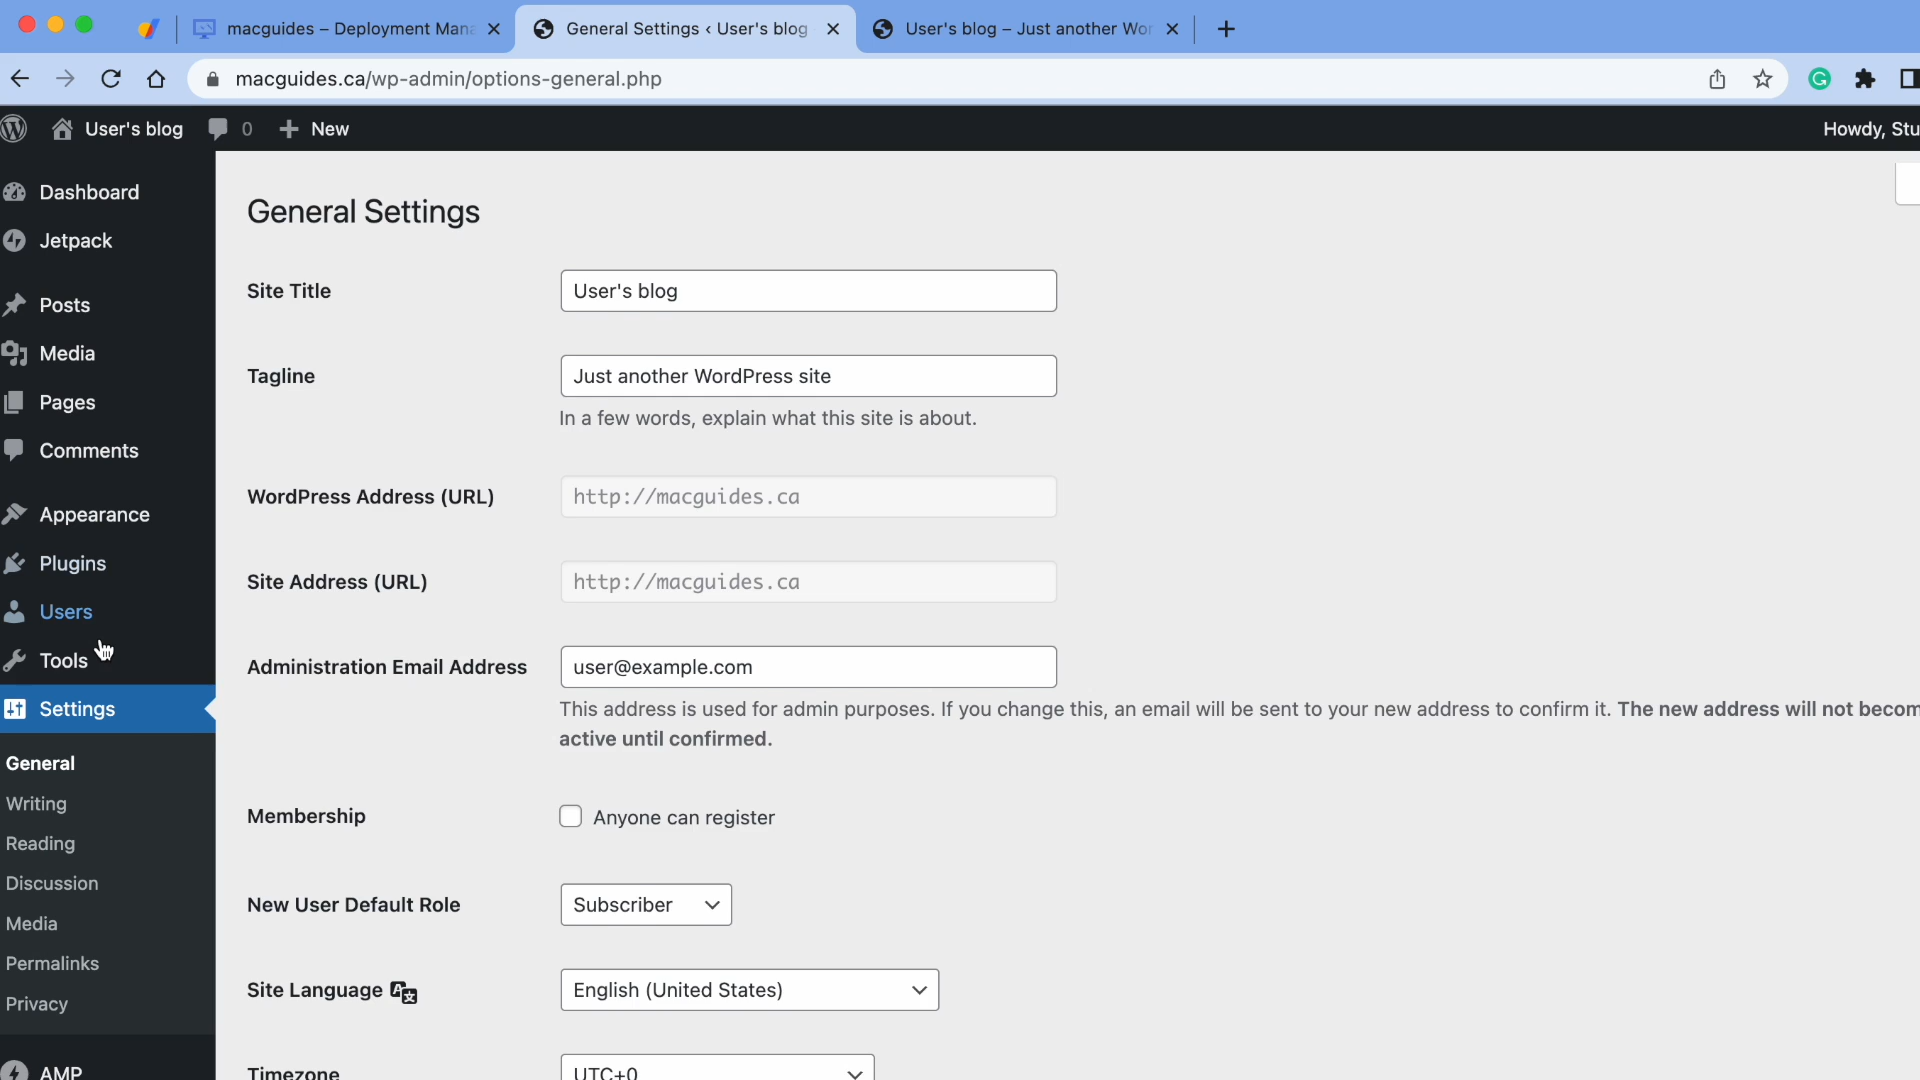 macguides – Deployment Mana
General Settings ‹ User's blog
User's blog – Just another Wor
macguides.ca/wp-admin/options-general.php
User's blog
0
New
Howdy, Stu
Dashboard
Jetpack
Posts
Media
Pages
Comments
Appearance
Plugins
Users
Tools
Settings
General
Writing
Reading
Discussion
Media
Permalinks
Privacy
AMP
General Settings
Site Title
User's blog
Tagline
Just another WordPress site
In a few words, explain what this site is about.
WordPress Address (URL)
http://macguides.ca
Site Address (URL)
http://macguides.ca
Administration Email Address
user@example.com
This address is used for admin purposes. If you change this, an email will be sent to your new address to confirm it. The new address will not becom
active until confirmed.
Membership
Anyone can register
New User Default Role
Subscriber
Site Language
English (United States)
Timezone
UTC+0